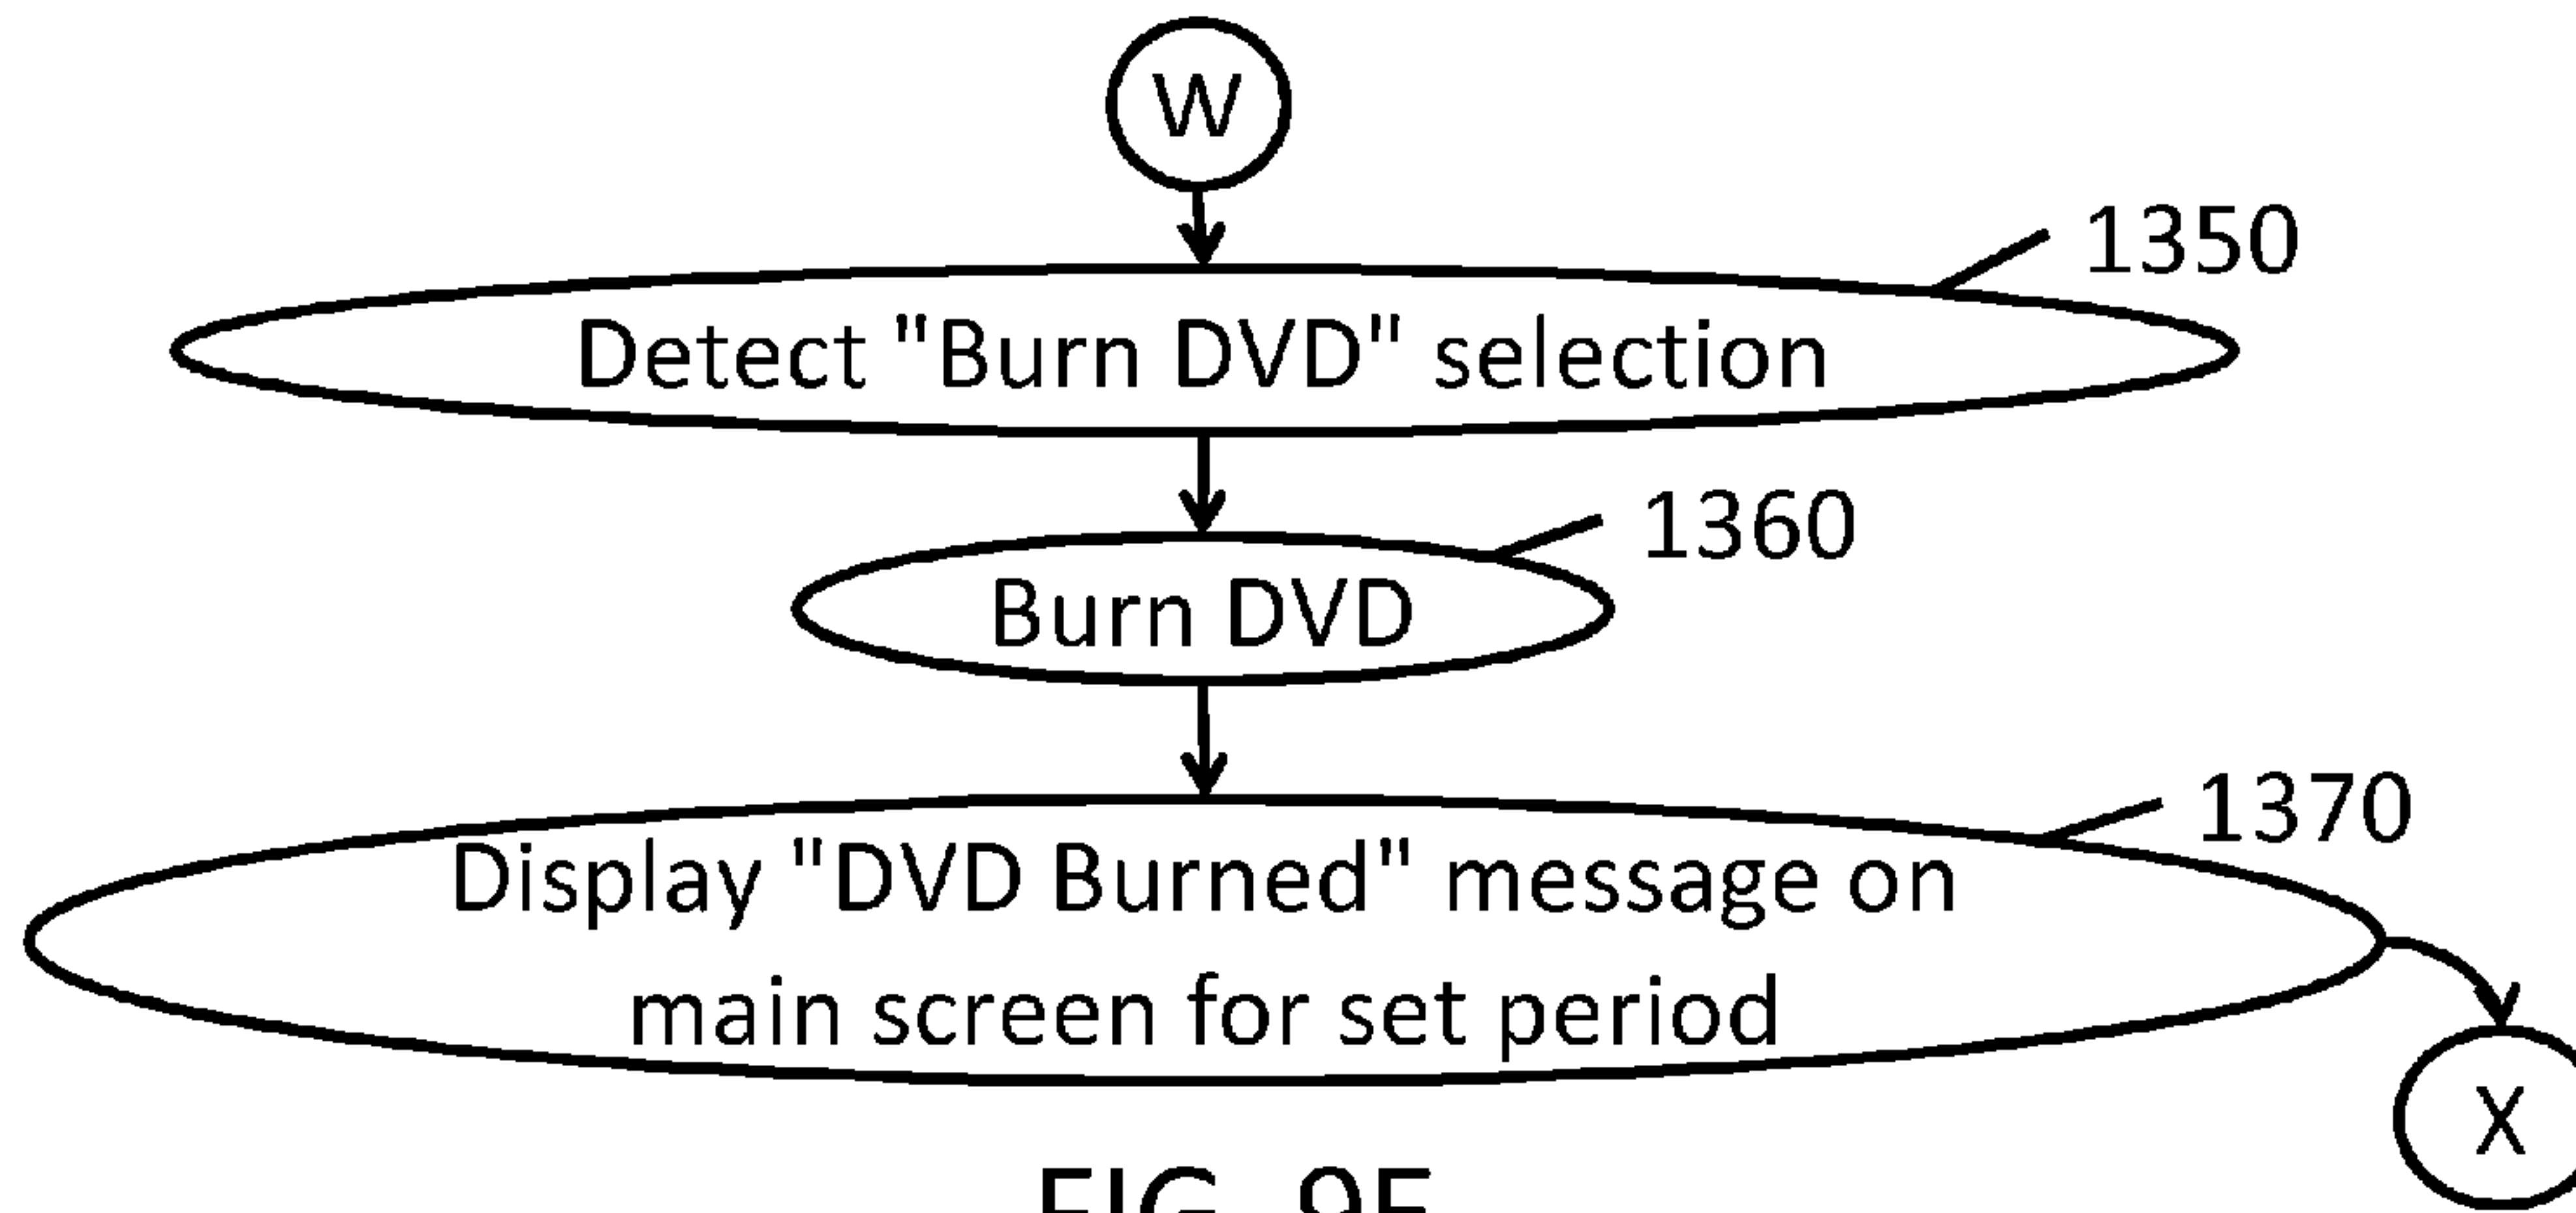 W
1350
Detect "Burn DVD" selection
1360
Burn DVD
1370
Display "DVD Burned" message on
main screen for set period
X
FIG.